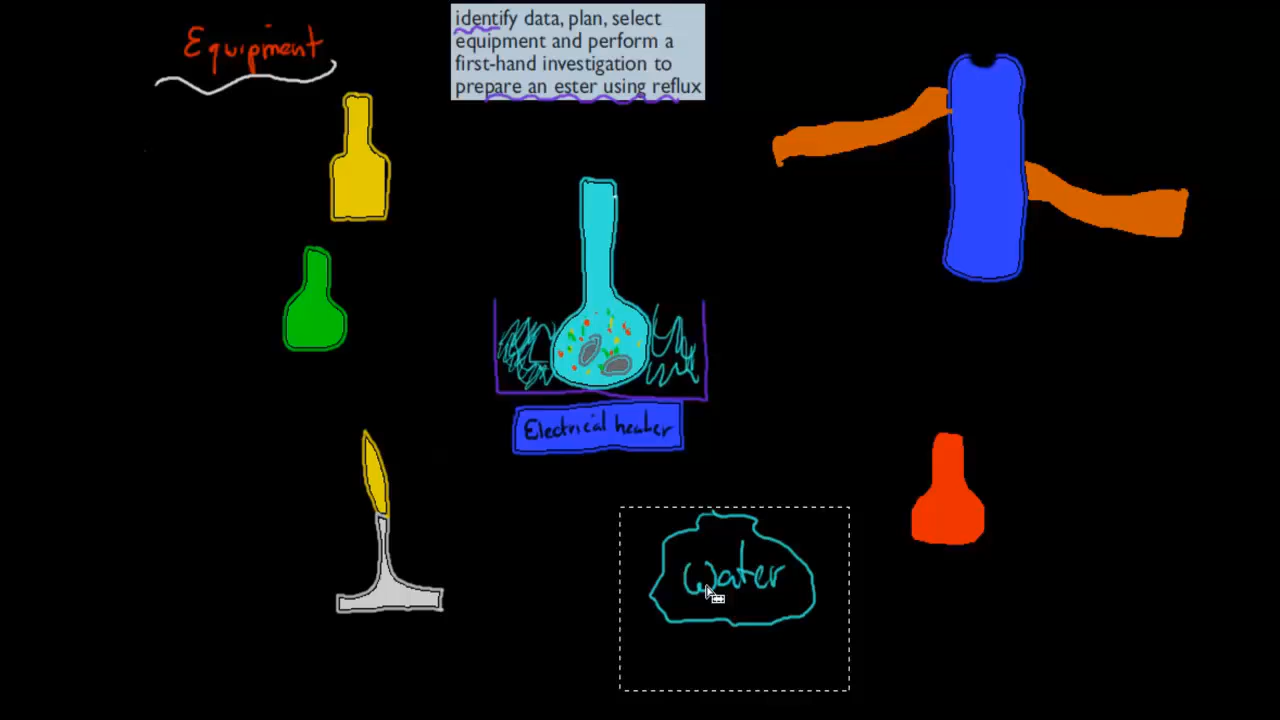 Equipment
identify data, plan, select
equipment and perform a
first-hand investigation to
prepare an ester using reflux
Electrical heater
Water